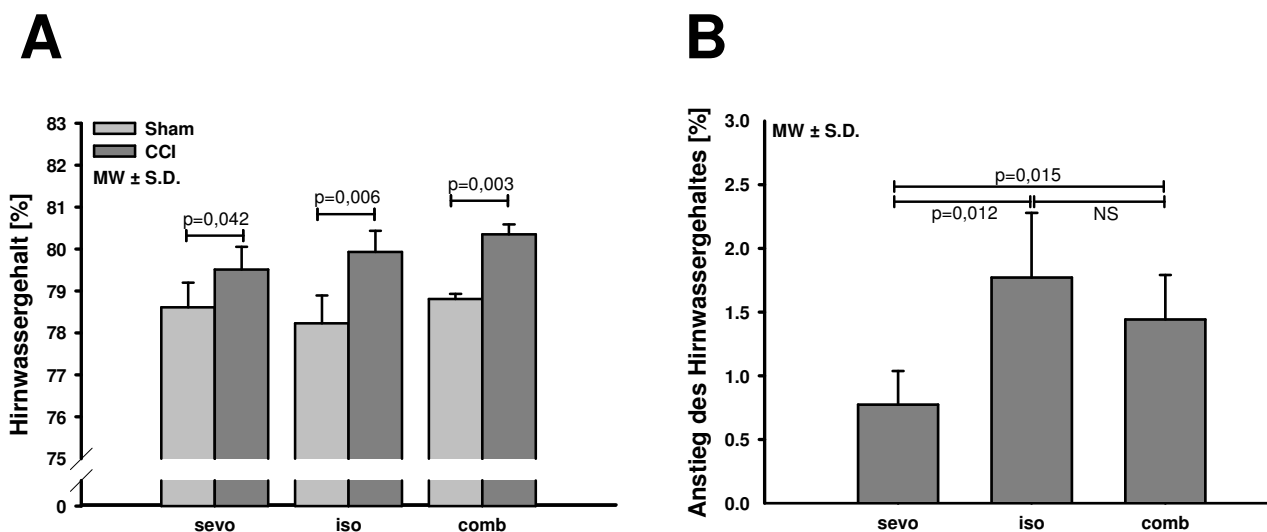 A
Hirnwassergehalt [%]
83
82
81
80
79
78
77
76
75
0
Sham
CCI
MW ± S.D.
p=0,042
p=0,006
p=0,003
sevo iso comb
B
Anstieg des Hirnwassergehaltes [%]
3.0
2.5
2.0
1.5
1.0
0.5
0.0
MW ± S.D.
p=0,015
p=0,012 NS
sevo iso comb